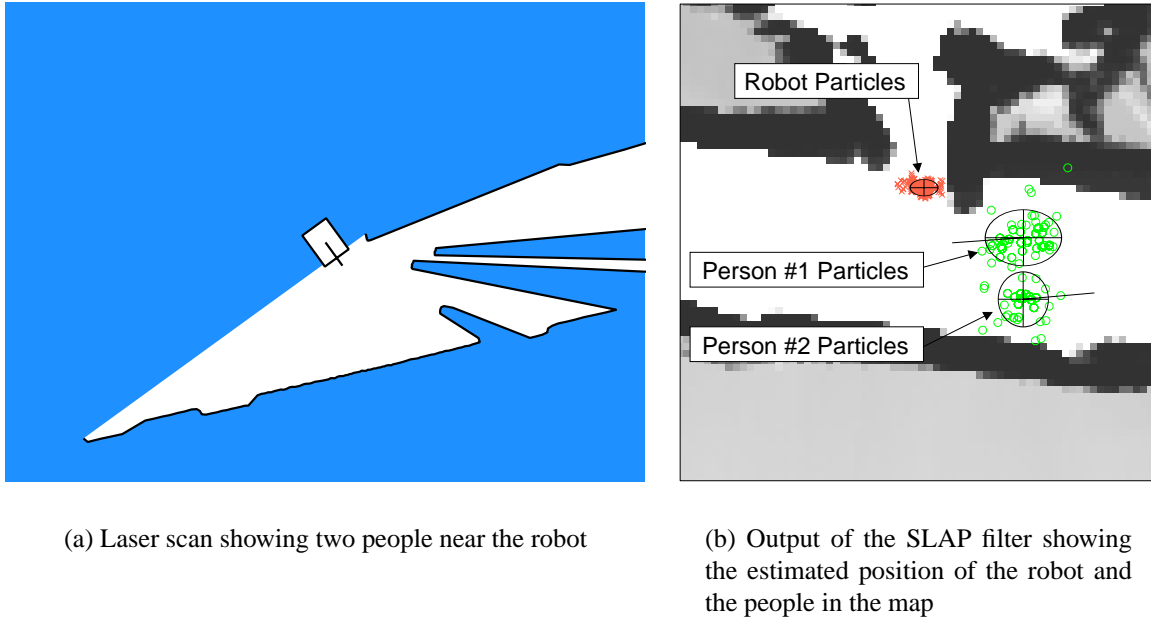 Robot Particles
Person #1 Particles
Person #2 Particles
(a) Laser scan showing two people near the robot
(b) Output of the SLAP filter showing
the estimated position of the robot and
the people in the map